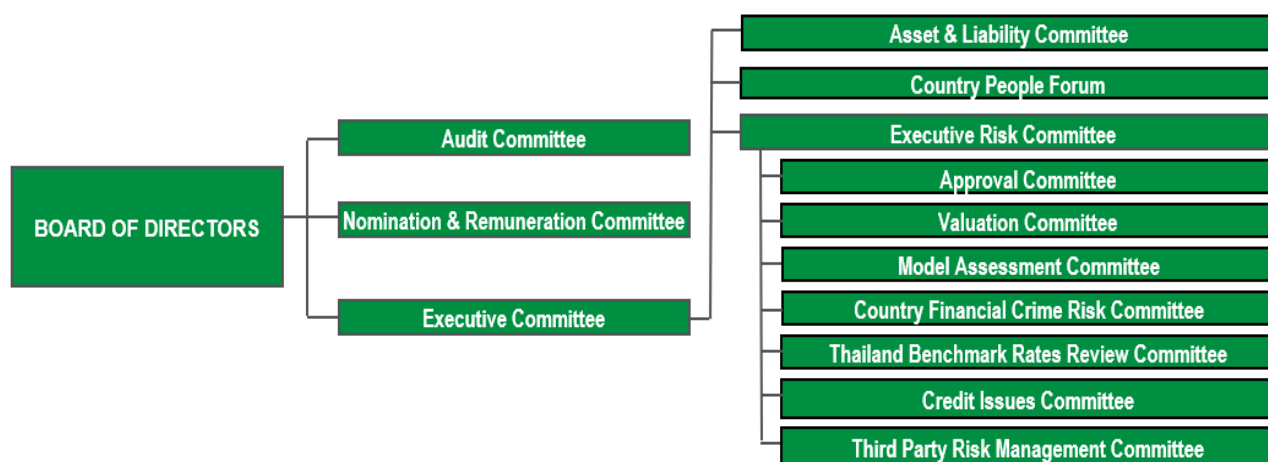 BOARD OF DIRECTORS
Audit Committee
Nomination & Remuneration Committee
Executive Committee
Asset & Liability Committee
Country People Forum
Executive Risk Committee
Approval Committee
Valuation Committee
Model Assessment Committee
Country Financial Crime Risk Committee
Thailand Benchmark Rates Review Committee
Credit Issues Committee
Third Party Risk Management Committee